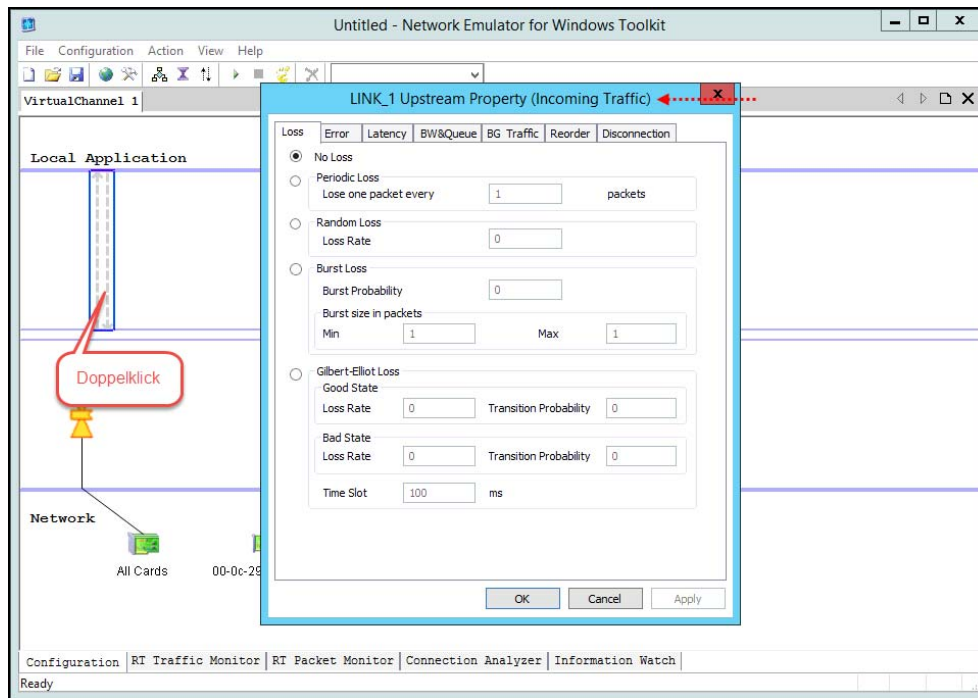 Untitled - Network Emulator for Windows Toolkit
File Configuration Action View Help
VirtualChannel 1
LINK_1 Upstream Property (Incoming Traffic)
Loss Error Latency BW&Queue BG Traffic Reorder Disconnection
Local Application
No Loss
Periodic Loss
Lose one packet every 1 packets
Random Loss
Loss Rate 0
Burst Loss
Burst Probability 0
Burst size in packets
Min 1 Max 1
Doppelklick
Gilbert-Elliot Loss
Good State
Loss Rate 0 Transition Probability 0
Bad State
Loss Rate 0 Transition Probability 0
Time Slot 100 ms
Network
All Cards 00-0c-29
OK Cancel Apply
Configuration RT Traffic Monitor RT Packet Monitor Connection Analyzer Information Watch
Ready